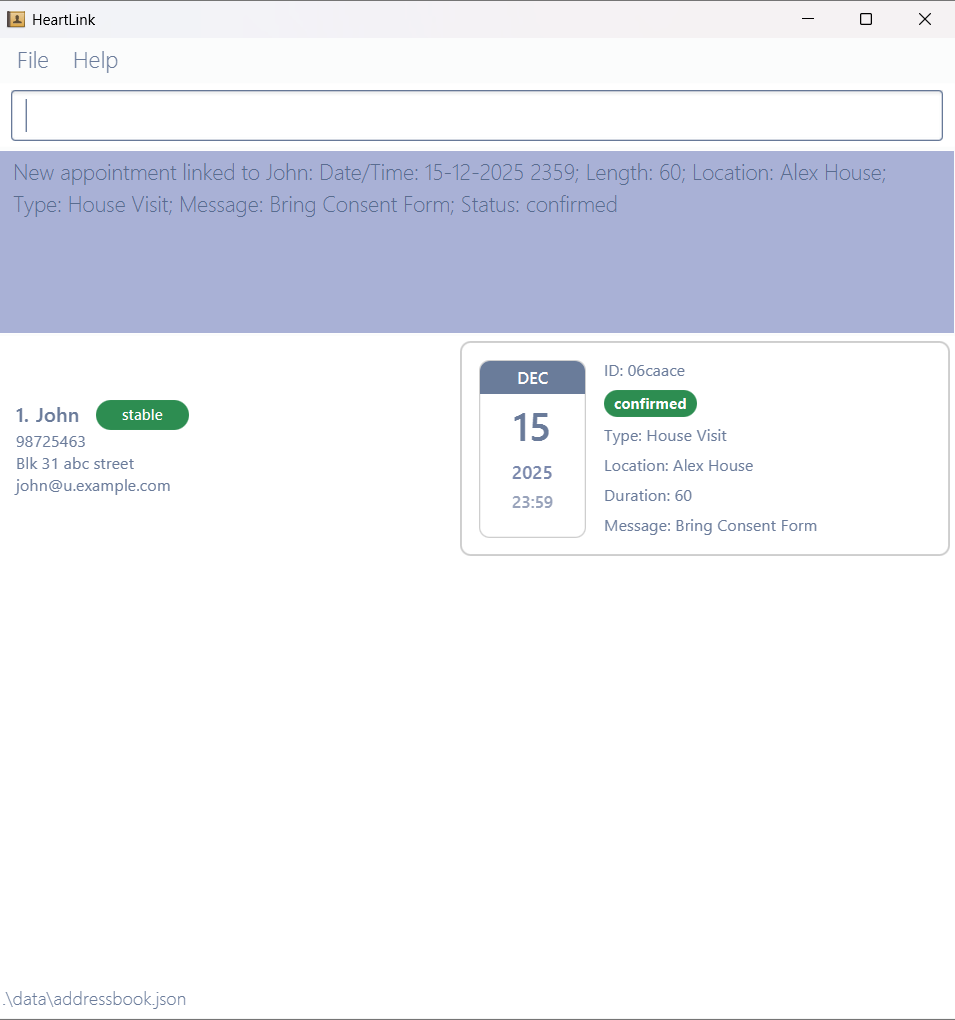 HeartLink
File Help
New appointment linked to John: Date/Time: 15-12-2025 2359; Length: 60; Location: Alex House;
Type: House Visit; Message: Bring Consent Form; Status: confirmed
1. John stable
98725463
Blk 31 abc street
john@u.example.com
DEC
15
2025
23:59
ID: 06caace
confirmed
Type: House Visit
Location: Alex House
Duration: 60
Message: Bring Consent Form
.\data\addressbook.json